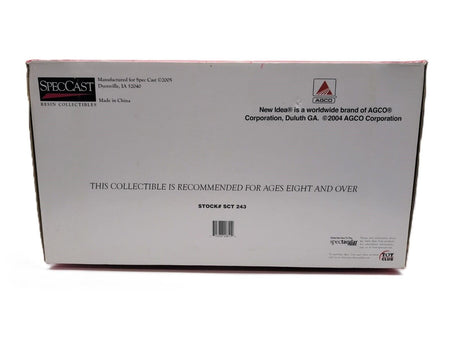 SPECCAST
RESIN COLLECTIBLES
Manufactured for Spec Cast ©2005
Dyersville, IA 52040
Made in China
AGCO
New Idea® is a worldwide brand of AGCO®
Corporation, Duluth GA. ©2004 AGCO Corporation
THIS COLLECTIBLE IS RECOMMENDED FOR AGES EIGHT AND OVER
STOCK# SCT 243
TOY
CLUB